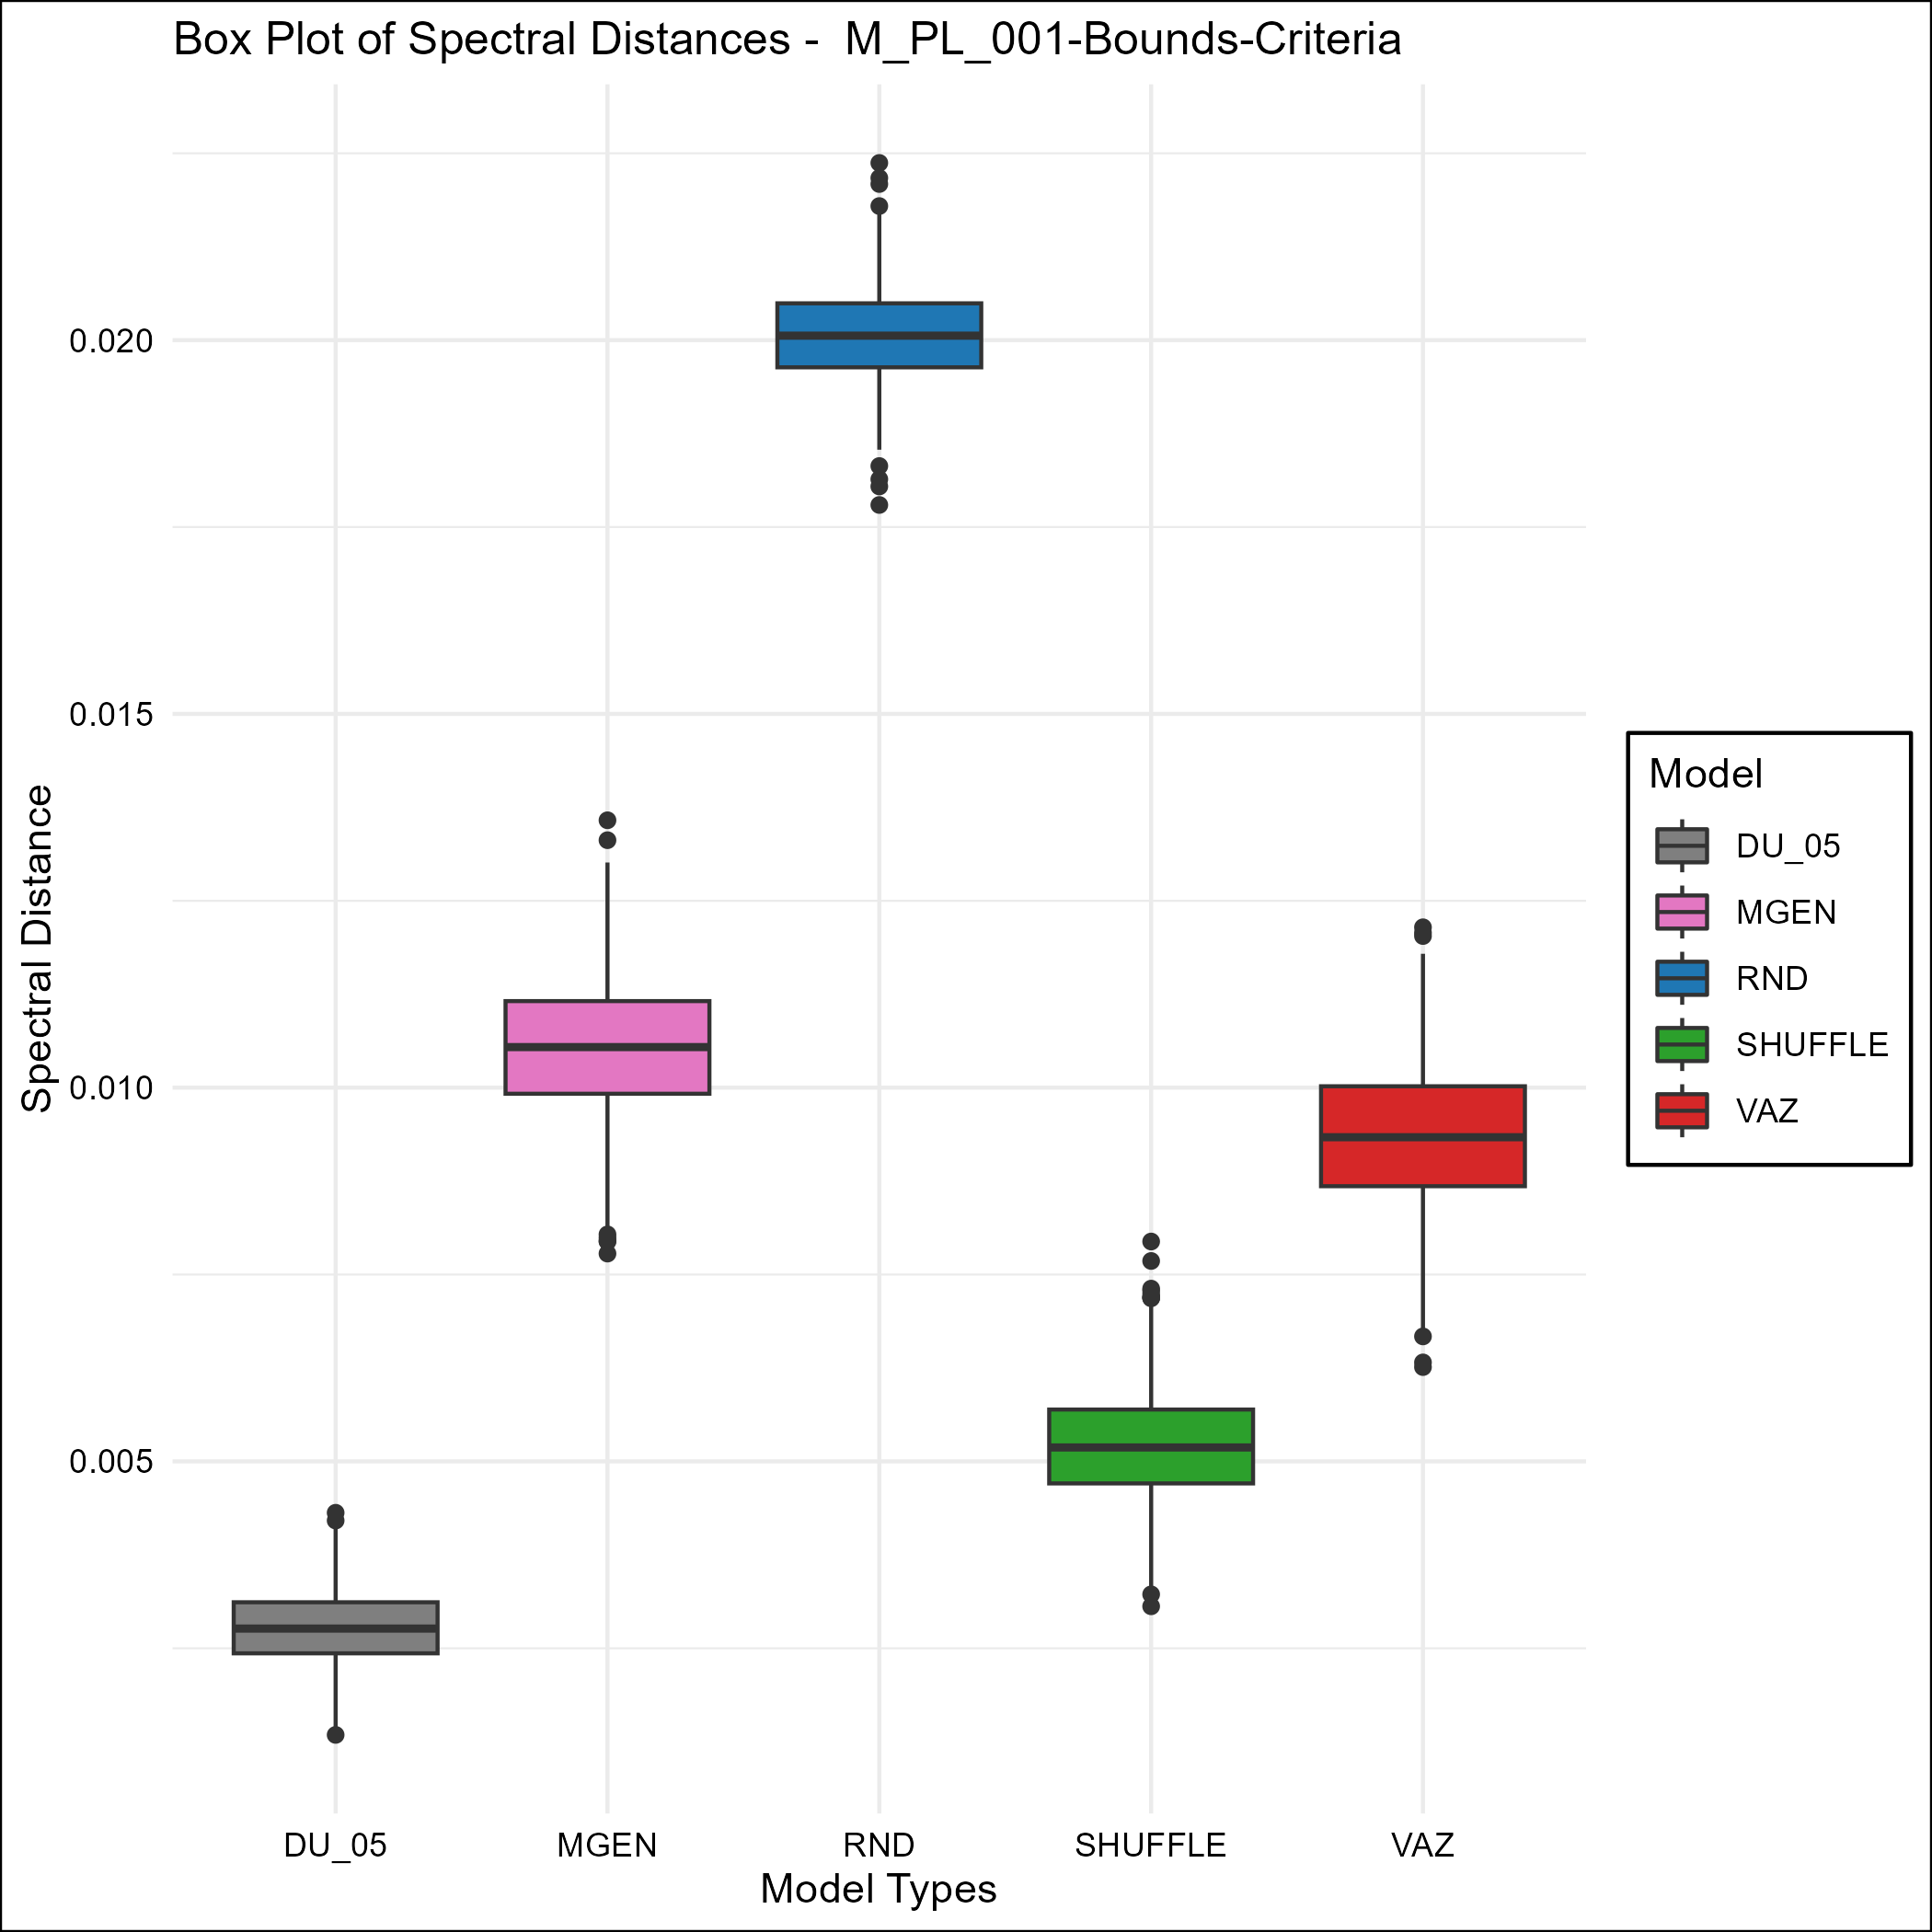 Box Plot of Spectral Distances -  M_PL_001-Bounds-Criteria
Spectral Distance
0.020
0.015
0.010
0.005
DU_05 MGEN RND SHUFFLE VAZ
Model Types
Model
DU_05
MGEN
RND
SHUFFLE
VAZ